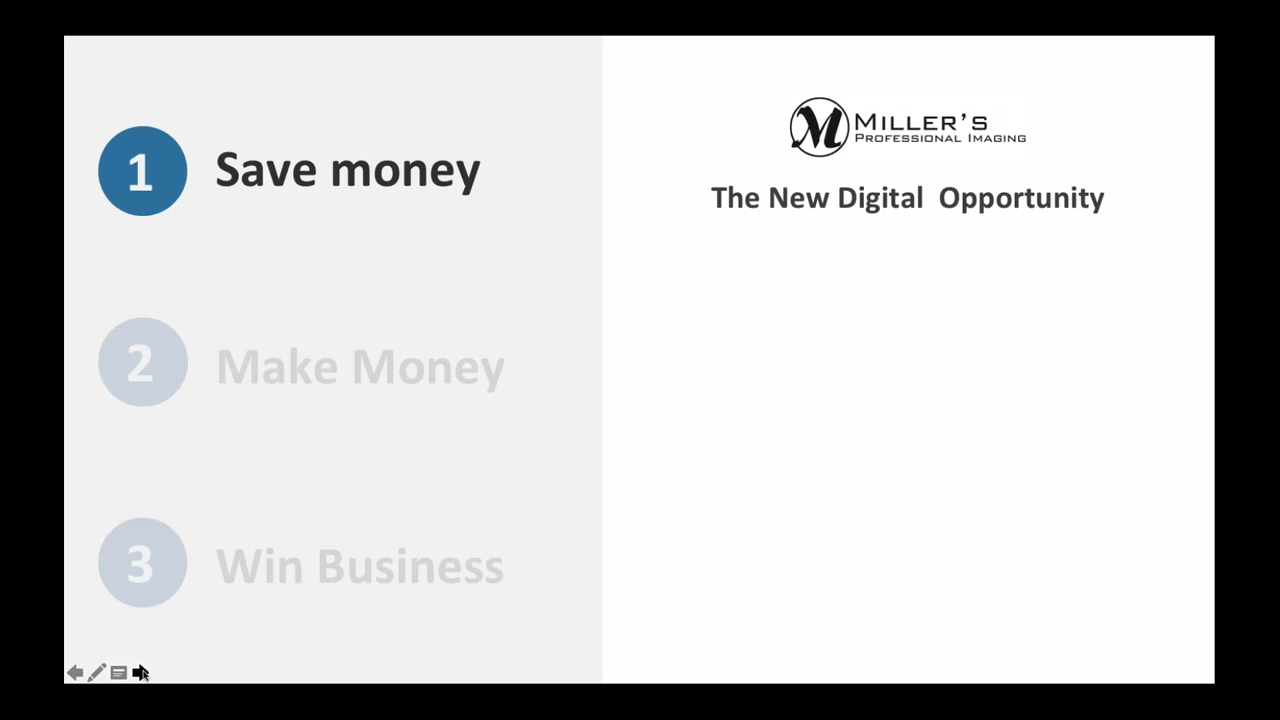 1 Save money
2 Make Money
3 Win Business
M MILLER'S
PROFESSIONAL IMAGING
The New Digital  Opportunity